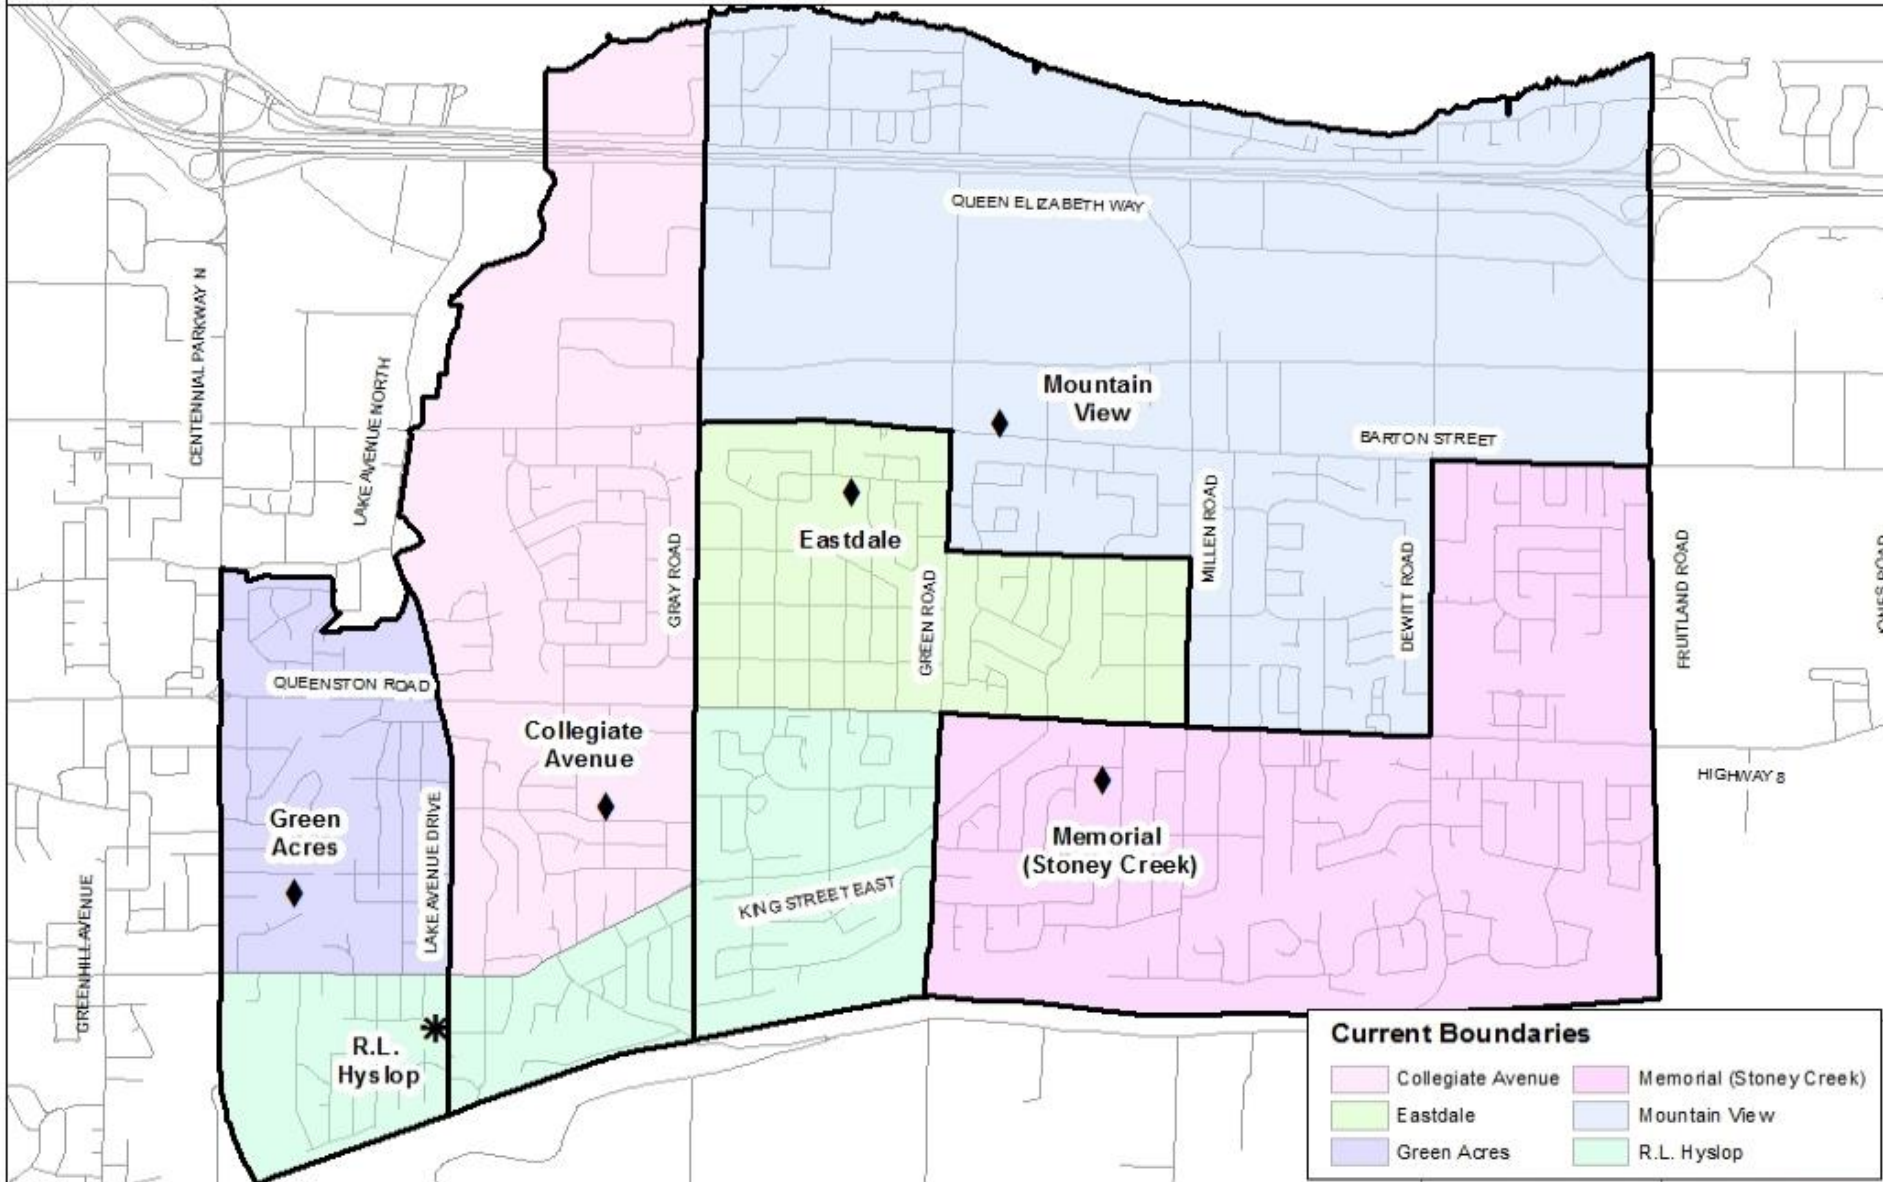 QUEEN ELIZABETH WAY
CENTENNIAL PARKWAY N
LAKE AVENUE NORTH
Mountain
View
BARTON STREET
Eastdale
GRAY ROAD
GREEN ROAD
MILLEN ROAD
DEWITT ROAD
FRUITLAND ROAD
QUEENSTON ROAD
Collegiate
Avenue
HIGHWAY 8
Green
Acres
LAKE AVENUE DRIVE
Memorial
(Stoney Creek)
KING STREET EAST
GREENHILL AVENUE
R.L.
Hyslop
Current Boundaries
Collegiate Avenue
Memorial (Stoney Creek)
Eastdale
Mountain View
Green Acres
R.L. Hyslop